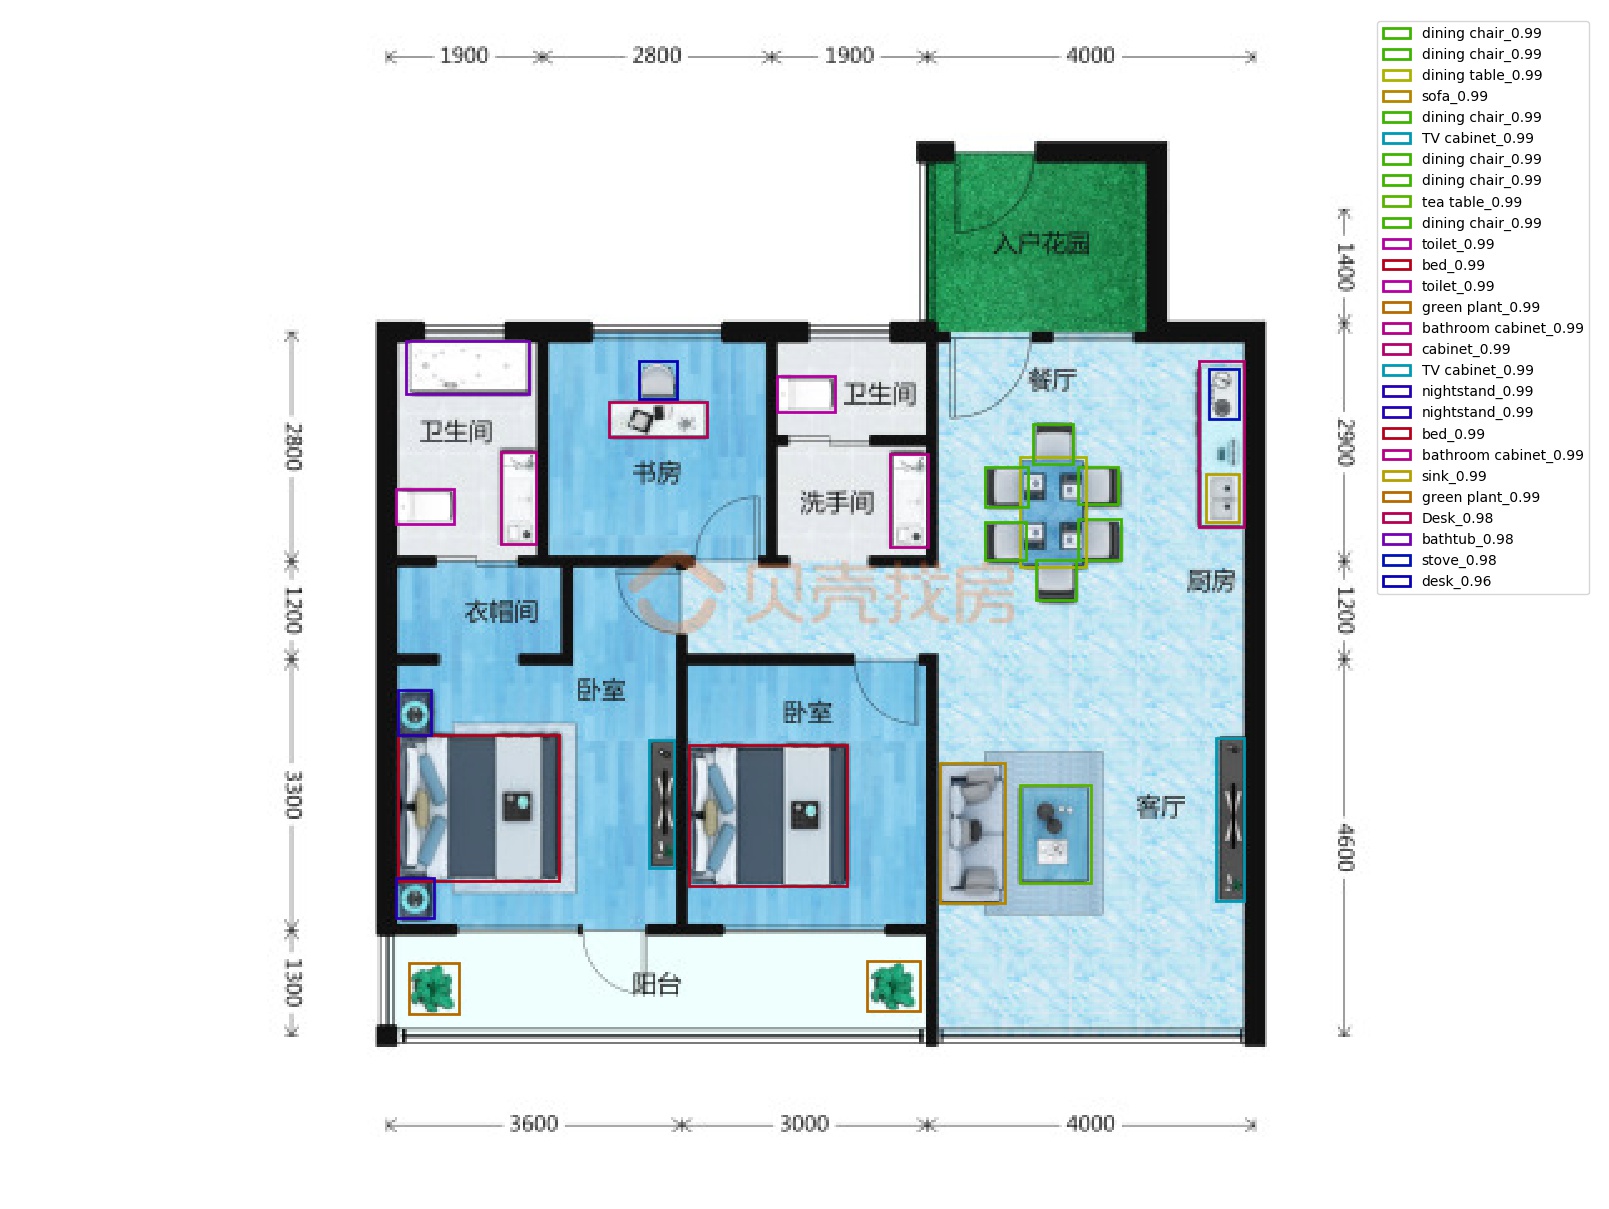 1900 2800 1900 4000
dining chair_0.99
dining chair_0.99
dining table_0.99
sofa_0.99
dining chair_0.99
TV cabinet_0.99
dining chair_0.99
dining chair_0.99
tea table_0.99
dining chair_0.99
toilet_0.99
bed_0.99
toilet_0.99
green plant_0.99
bathroom cabinet_0.99
cabinet_0.99
TV cabinet_0.99
nightstand_0.99
nightstand_0.99
bed_0.99
bathroom cabinet_0.99
sink_0.99
green plant_0.99
Desk_0.98
bathtub_0.98
stove_0.98
desk_0.96
入户花园
1400
餐厅
卫生间
卫生间
2800
2900
书房
洗手间
厨房
贝壳找房
衣帽间
1200
1200
卧室
卧室
3300
客厅
4600
阳台
1300
3600 3000 4000